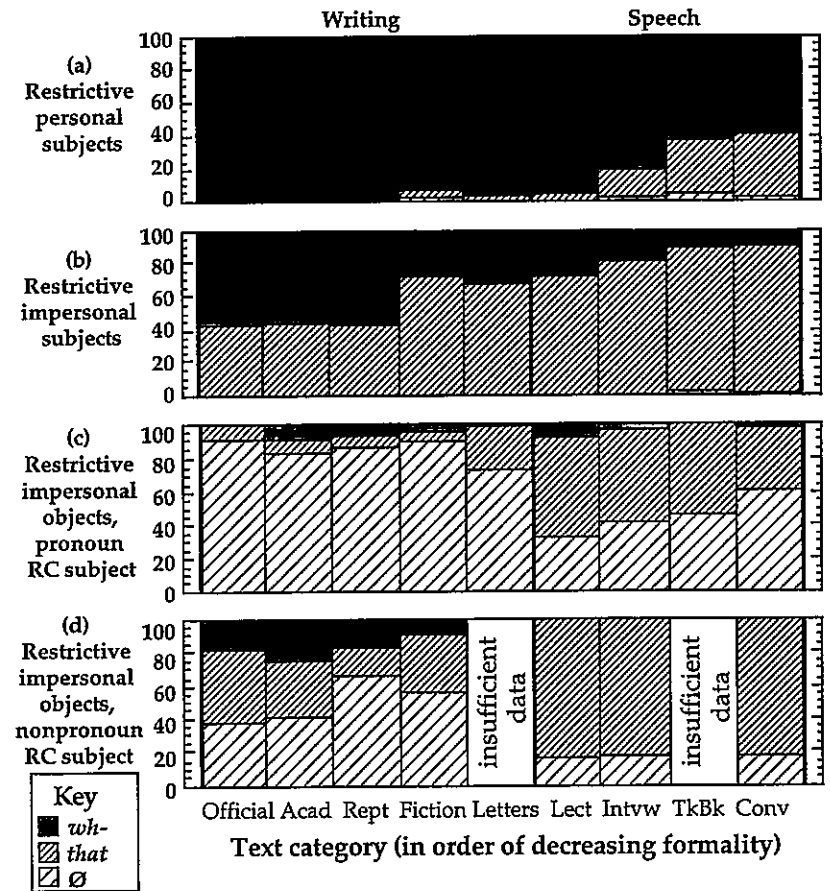 Writing Speech
(a)
Restrictive
personal
subjects
100
80
60
40
20
0
(b)
Restrictive
impersonal
subjects
100
80
60
40
20
0
(c)
Restrictive
impersonal
objects,
pronoun
RC subject
100
80
60
40
20
0
(d)
Restrictive
impersonal
objects,
nonpronoun
RC subject
100
80
60
40
20
0
insufficient
data
insufficient
data
Key
wh-
that
Ø
Official Acad Rept Fiction Letters Lect Intvw TkBk Conv
Text category (in order of decreasing formality)